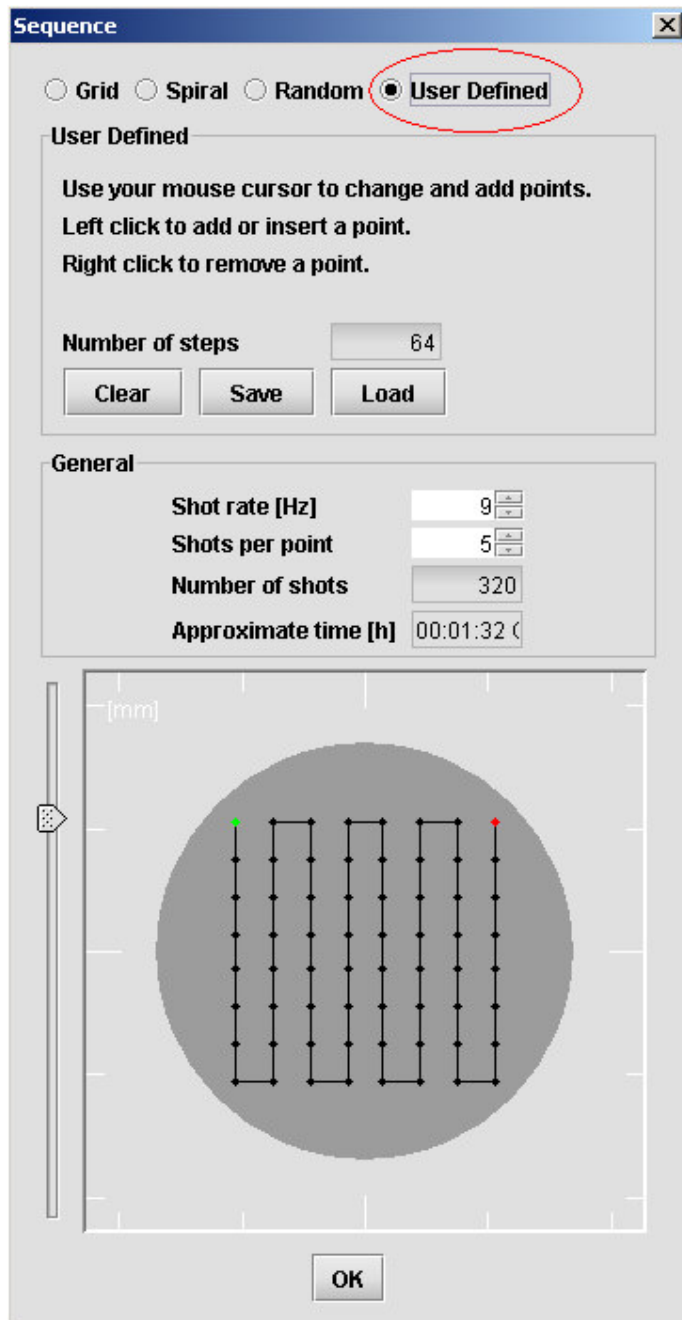 Sequence
Grid Spiral Random User Defined
User Defined
Use your mouse cursor to change and add points.
Left click to add or insert a point.
Right click to remove a point.
Number of steps 64
Clear Save Load
General
Shot rate [Hz] 9
Shots per point 5
Number of shots 320
Approximate time [h] 00:01:32 (
[mm]
OK